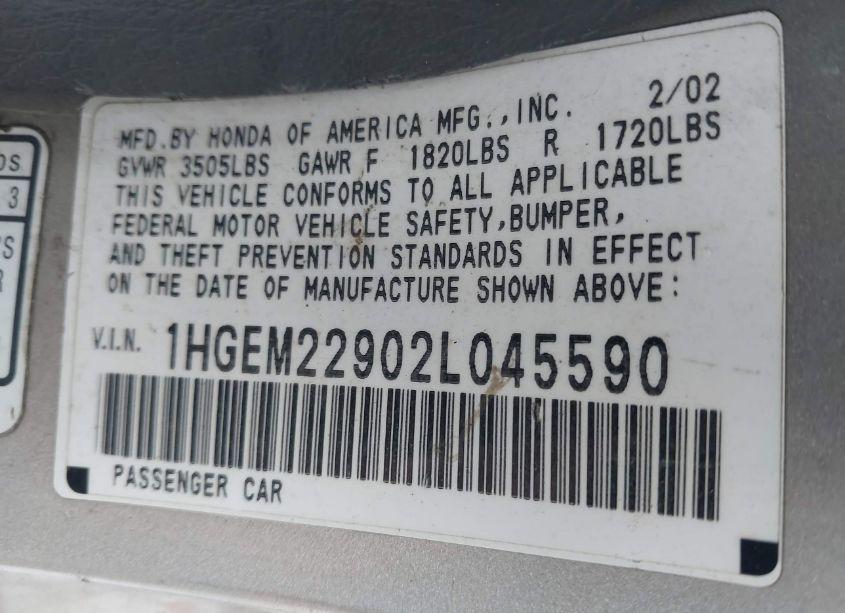 MFD.BY HONDA OF AMERICA MFG.,INC. 2/02
GVWR 3505LBS GAWR F 1820LBS R 1720LBS
THIS VEHICLE CONFORMS TO ALL APPLICABLE
FEDERAL MOTOR VEHICLE SAFETY,BUMPER,
AND THEFT PREVENTION STANDARDS IN EFFECT
ON THE DATE OF MANUFACTURE SHOWN ABOVE:
V.I.N. 1HGEM22902L045590
PASSENGER CAR
3